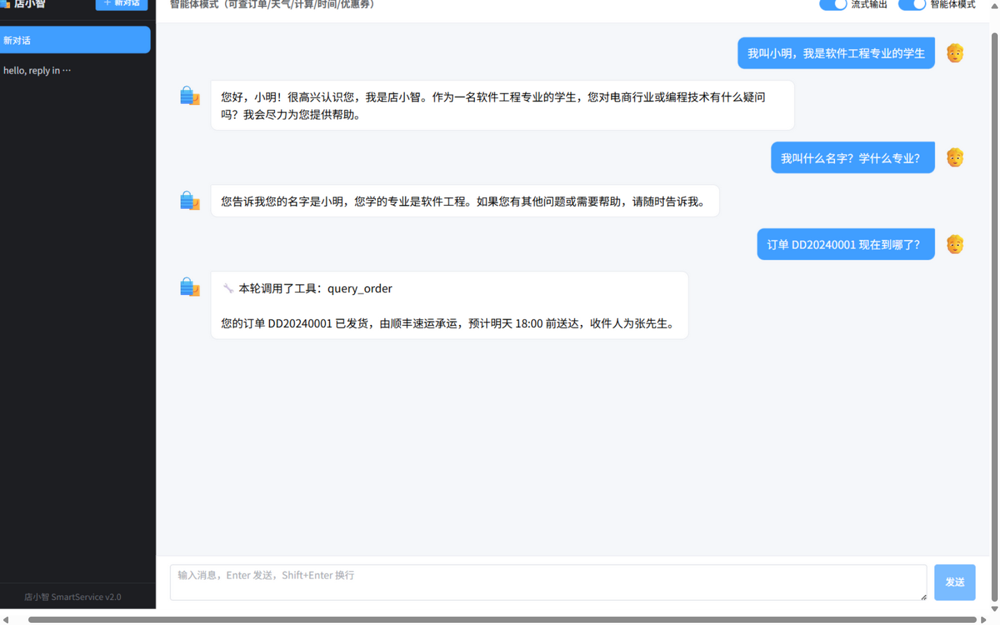 店小智
+ 新对话
新对话
hello, reply in ···
店小智 SmartService v2.0
智能体模式（可查订单/天气/计算/时间/优惠券）
流式输出
智能体模式
我叫小明，我是软件工程专业的学生
您好，小明！很高兴认识您，我是店小智。作为一名软件工程专业的学生，您对电商行业或编程技术有什么疑问
吗？我会尽力为您提供帮助。
我叫什么名字？学什么专业？
您告诉我您的名字是小明，您学的专业是软件工程。如果您有其他问题或需要帮助，请随时告诉我。
订单 DD20240001 现在到哪了？
本轮调用了工具：query_order
您的订单 DD20240001 已发货，由顺丰速运承运，预计明天 18:00 前送达，收件人为张先生。
输入消息，Enter 发送，Shift+Enter 换行
发送